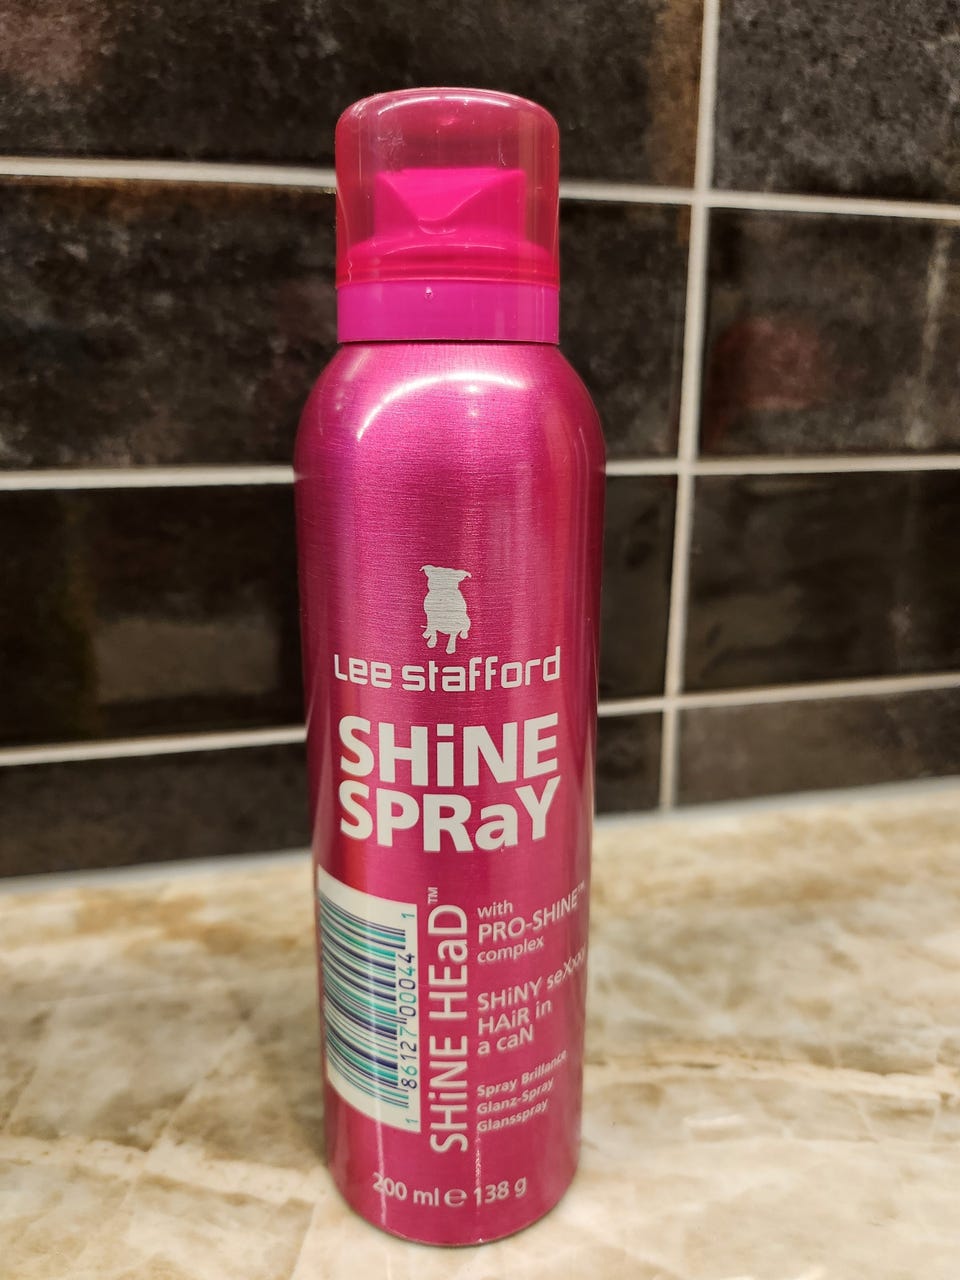 Lee stafford
SHiNE
SPRaY
SHiNE HEaD™
with
PRO-SHINE™
complex
SHiNY seXxxy
HAiR in
a caN
Spray Brillance
Glanz-Spray
Glansspray
1 86127 00044 1
200 ml e 138 g